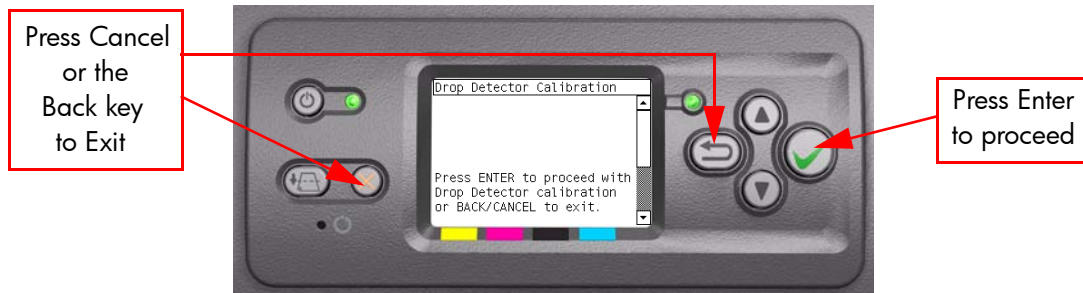 Press Cancel
or the
Back key
to Exit
Drop Detector Calibration
Press ENTER to proceed with
Drop Detector calibration
or BACK/CANCEL to exit.
Press Enter
to proceed